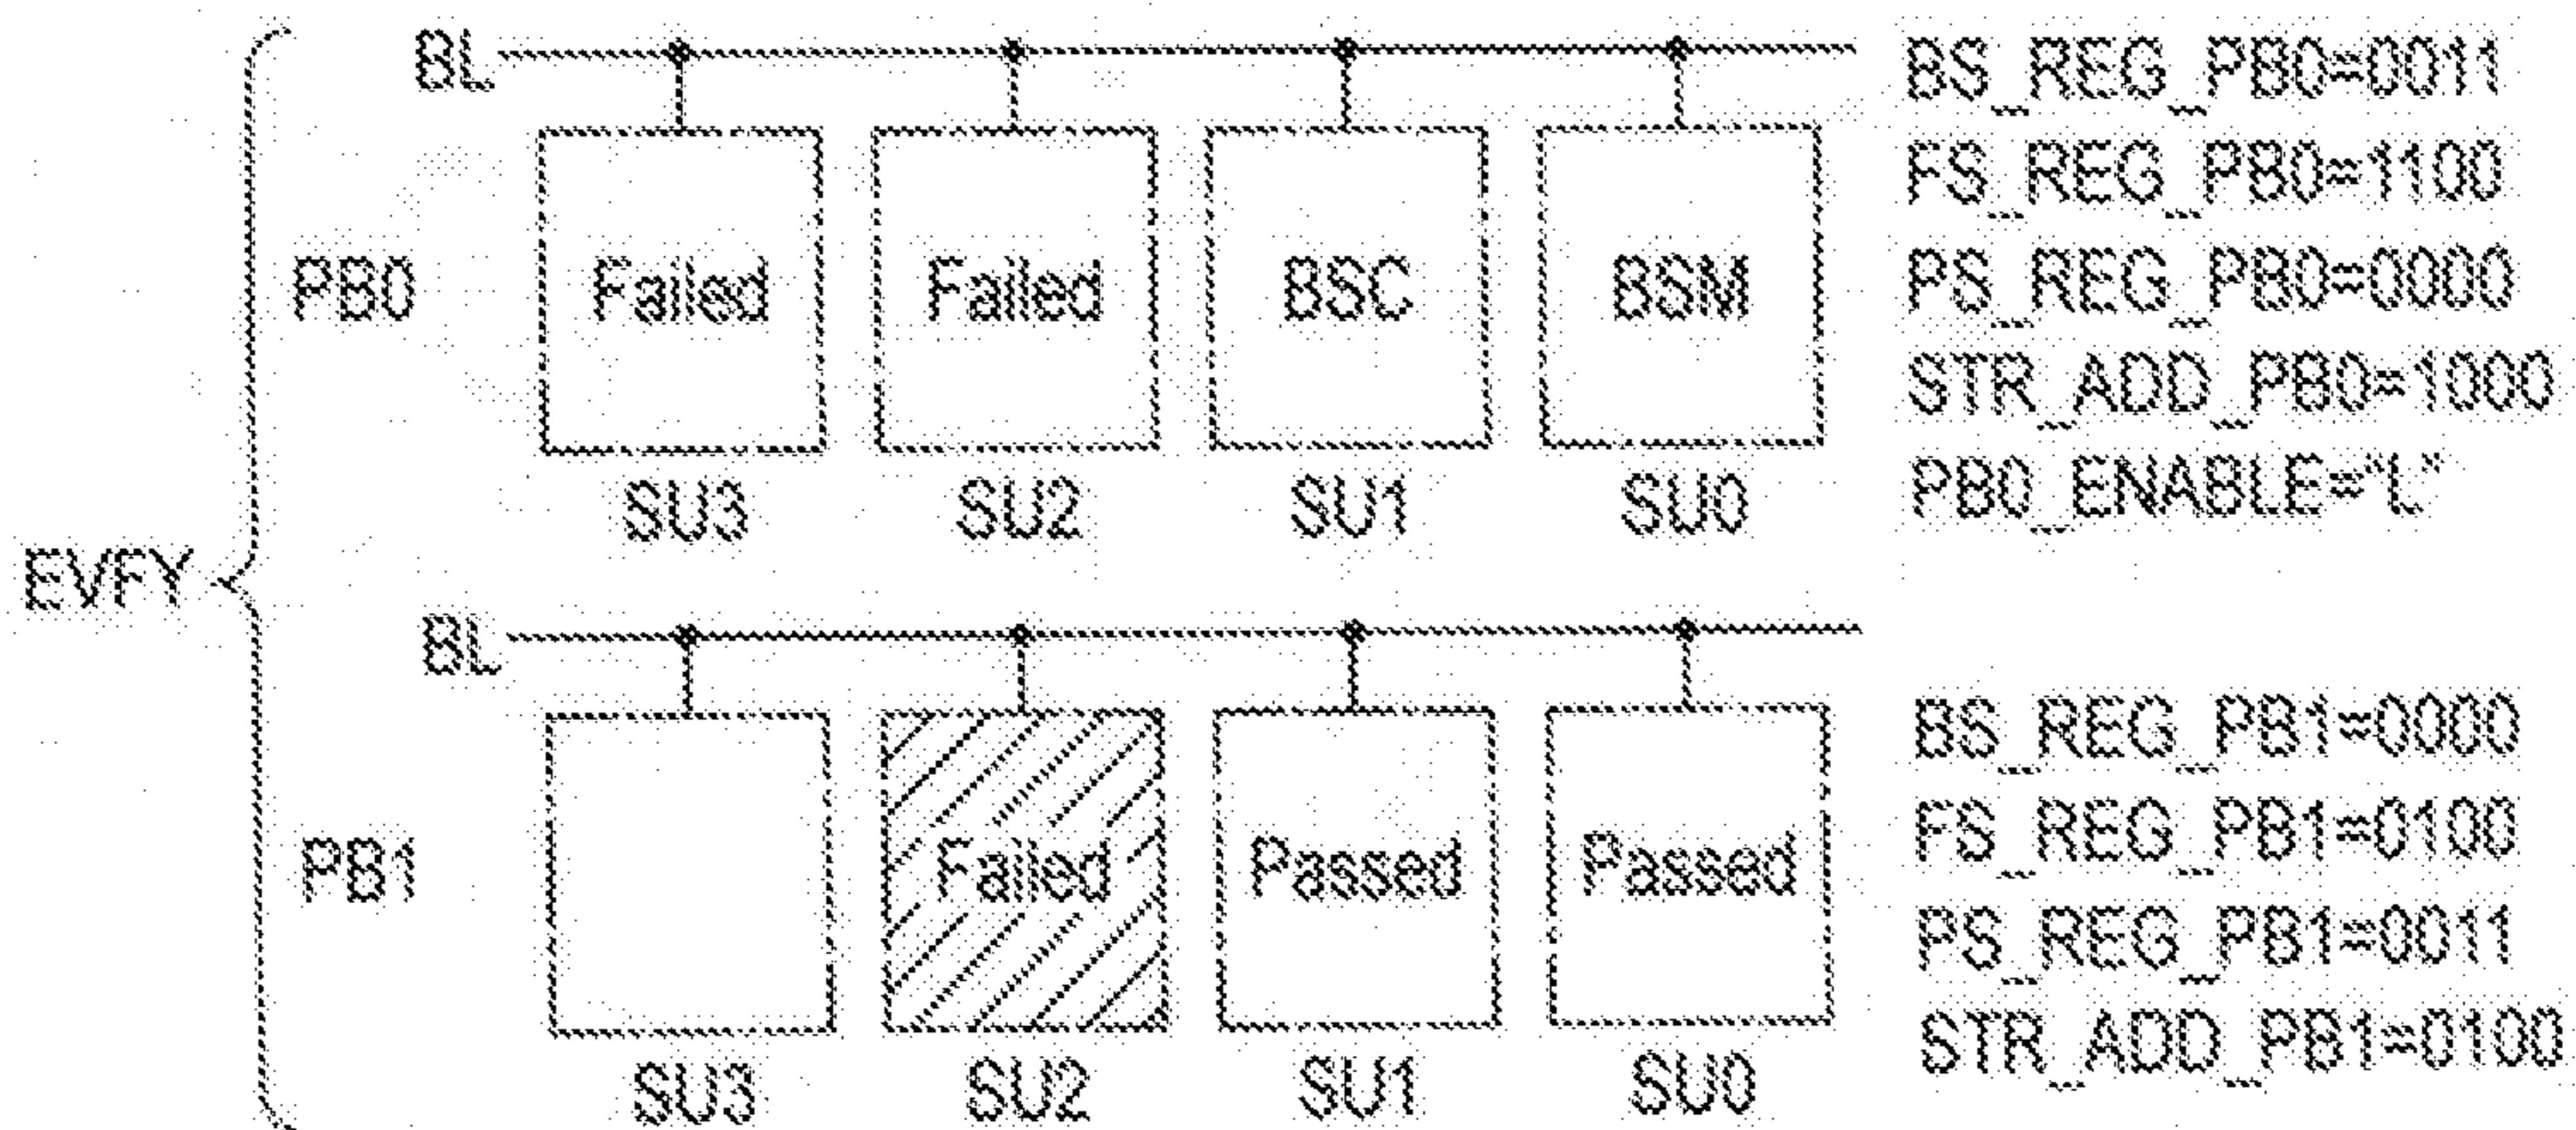 EVFY
PB0
BL
Failed Failed BSC BSM
SU3 SU2 SU1 SU0
BS_REG_PB0=0011
FS_REG_PB0=1100
PS_REG_PB0=0000
STR_ADD_PB0=1000
PB0_ENABLE="L"
PB1
BL
Failed Passed Passed
SU3 SU2 SU1 SU0
BS_REG_PB1=0000
FS_REG_PB1=0100
PS_REG_PB1=0011
STR_ADD_PB1=0100